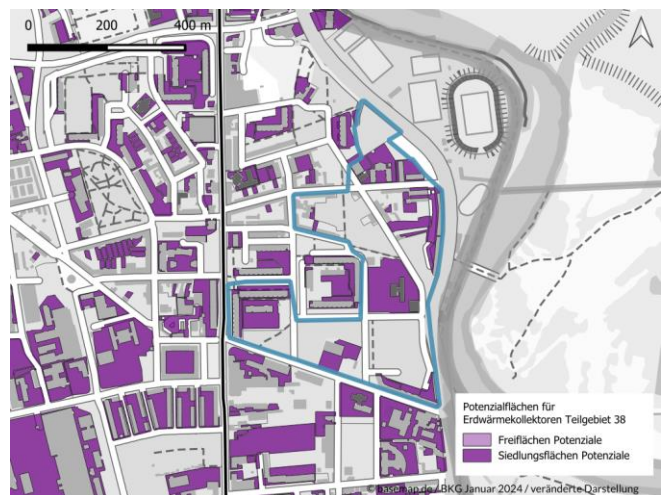 0 200 400 m
Potenzialflächen für
Erdwärmekollektoren Teilgebiet 38
Freiflächen Potenziale
Siedlungsflächen Potenziale
© basemap.de / BKG Januar 2024 / veränderte Darstellung